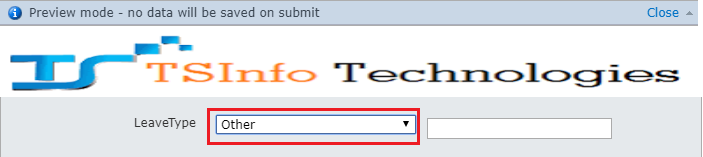 Preview mode - no data will be saved on submit Close
TSInfo Technologies
LeaveType Other